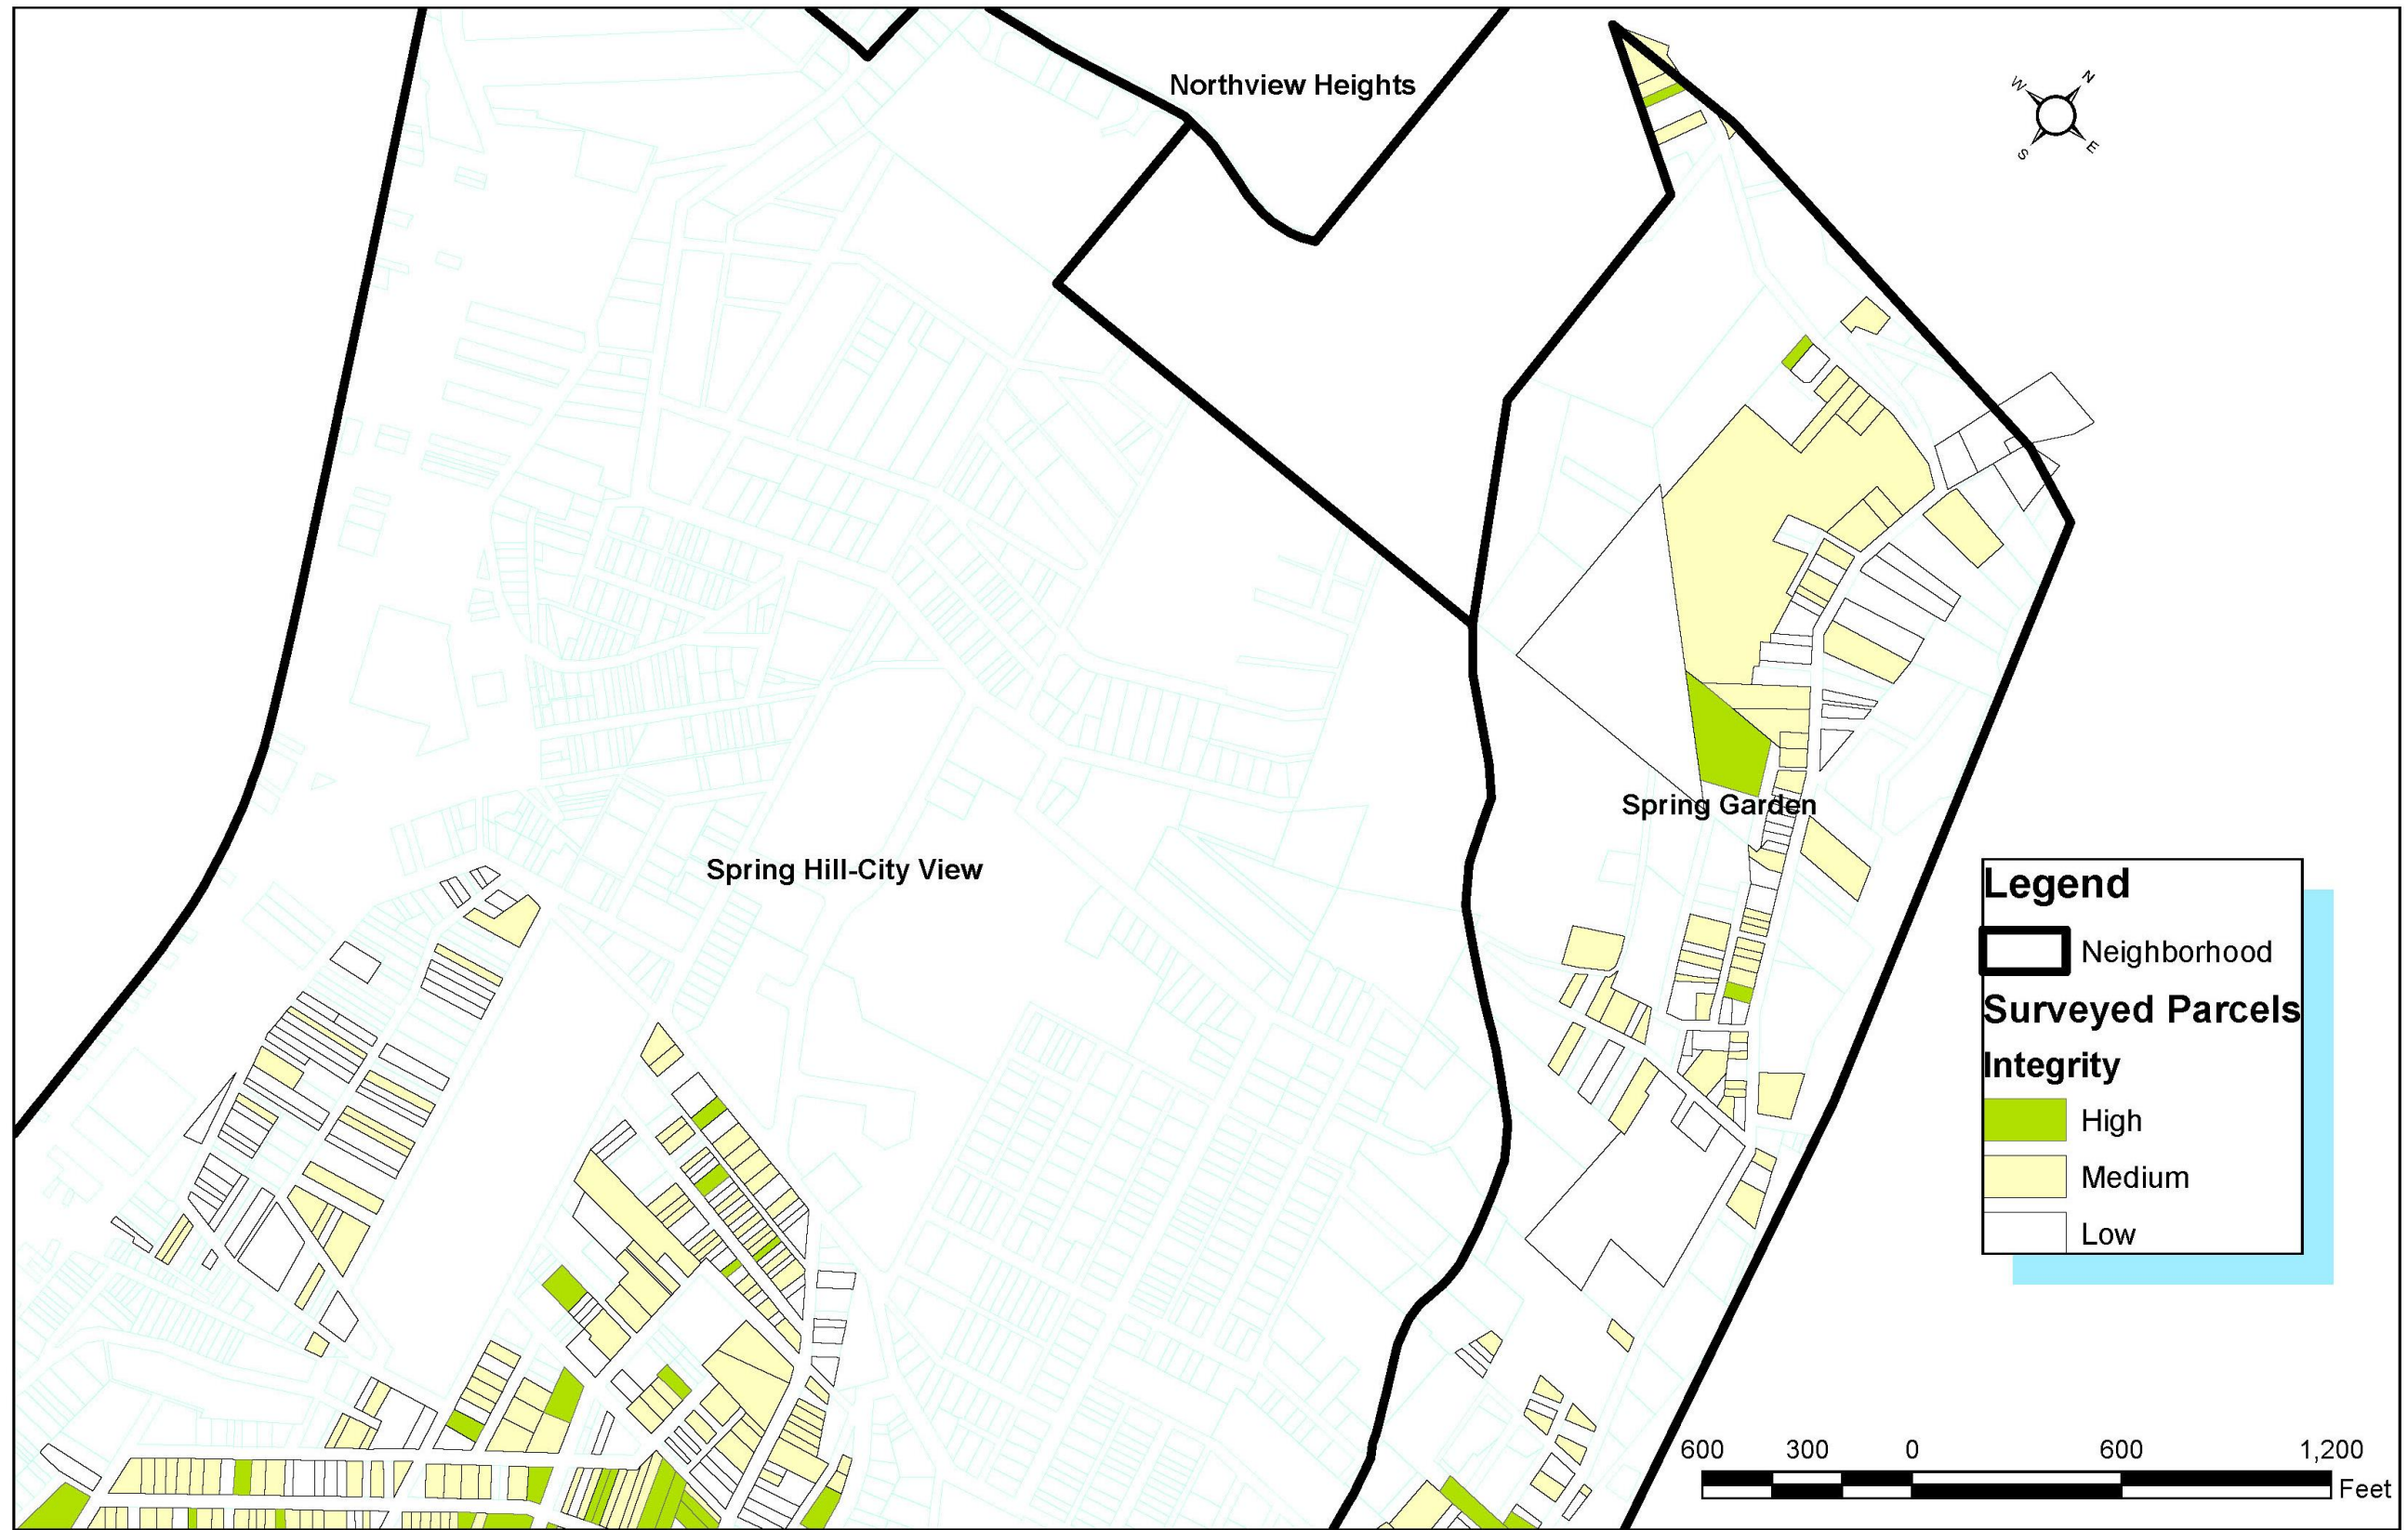 Northview Heights
N
W
E
S
Spring Garden
Spring Hill-City View
Legend
Neighborhood
Surveyed Parcels
Integrity
High
Medium
Low
600 300 0 600 1,200
Feet